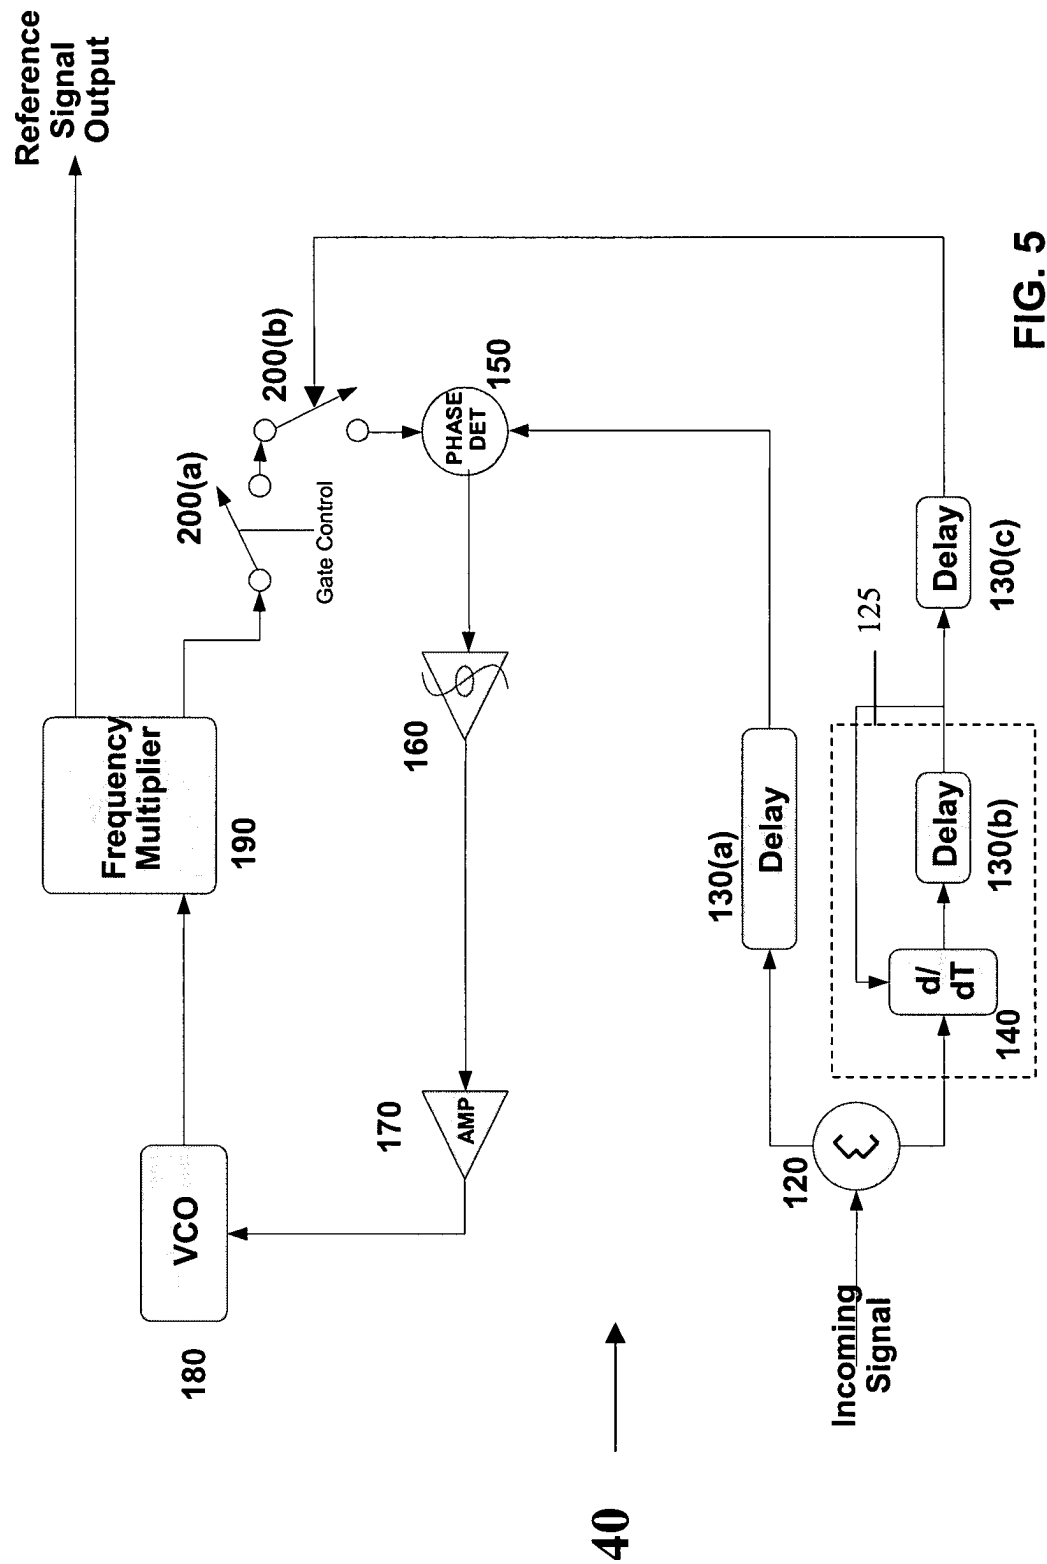 Reference
Signal
Output
200(a)
200(b)
Gate Control
Frequency
Multiplier
190
VCO
180
PHASE
DET
150
160
AMP
170
130(a)
Delay
125
120
Σ
Incoming
Signal
d/
dT
140
Delay
130(b)
Delay
130(c)
40
FIG. 5